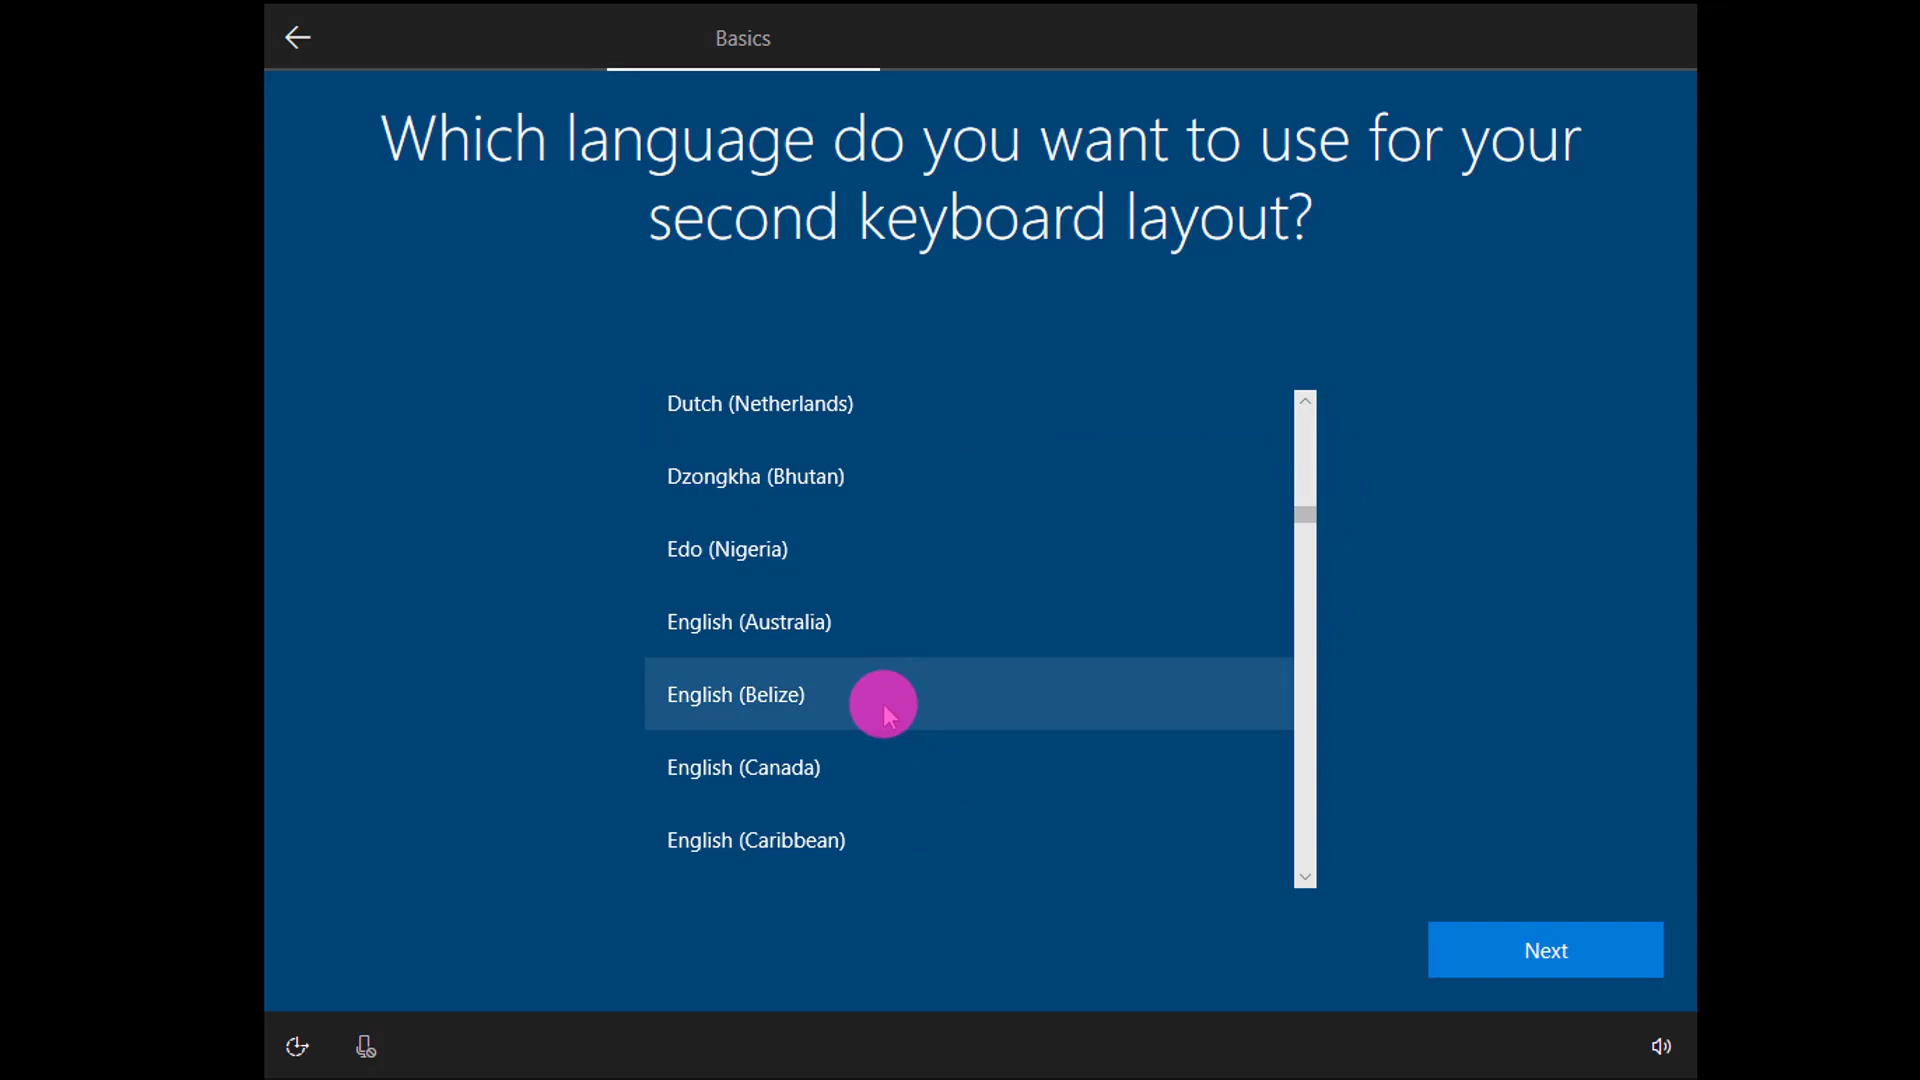 Basics
Which language do you want to use for your
second keyboard layout?
Dutch (Netherlands)
Dzongkha (Bhutan)
Edo (Nigeria)
English (Australia)
English (Belize)
English (Canada)
English (Caribbean)
Next